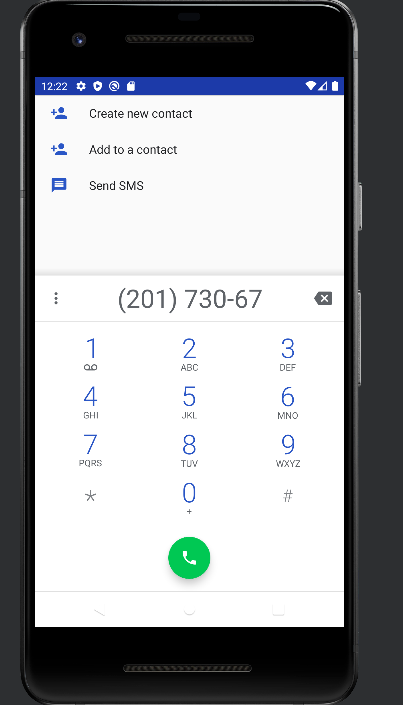 12:22
Create new contact
Add to a contact
Send SMS
(201) 730-67
1 2 3
ABC DEF
4 5 6
GHI JKL MNO
7 8 9
PQRS TUV WXYZ
* 0 #
+